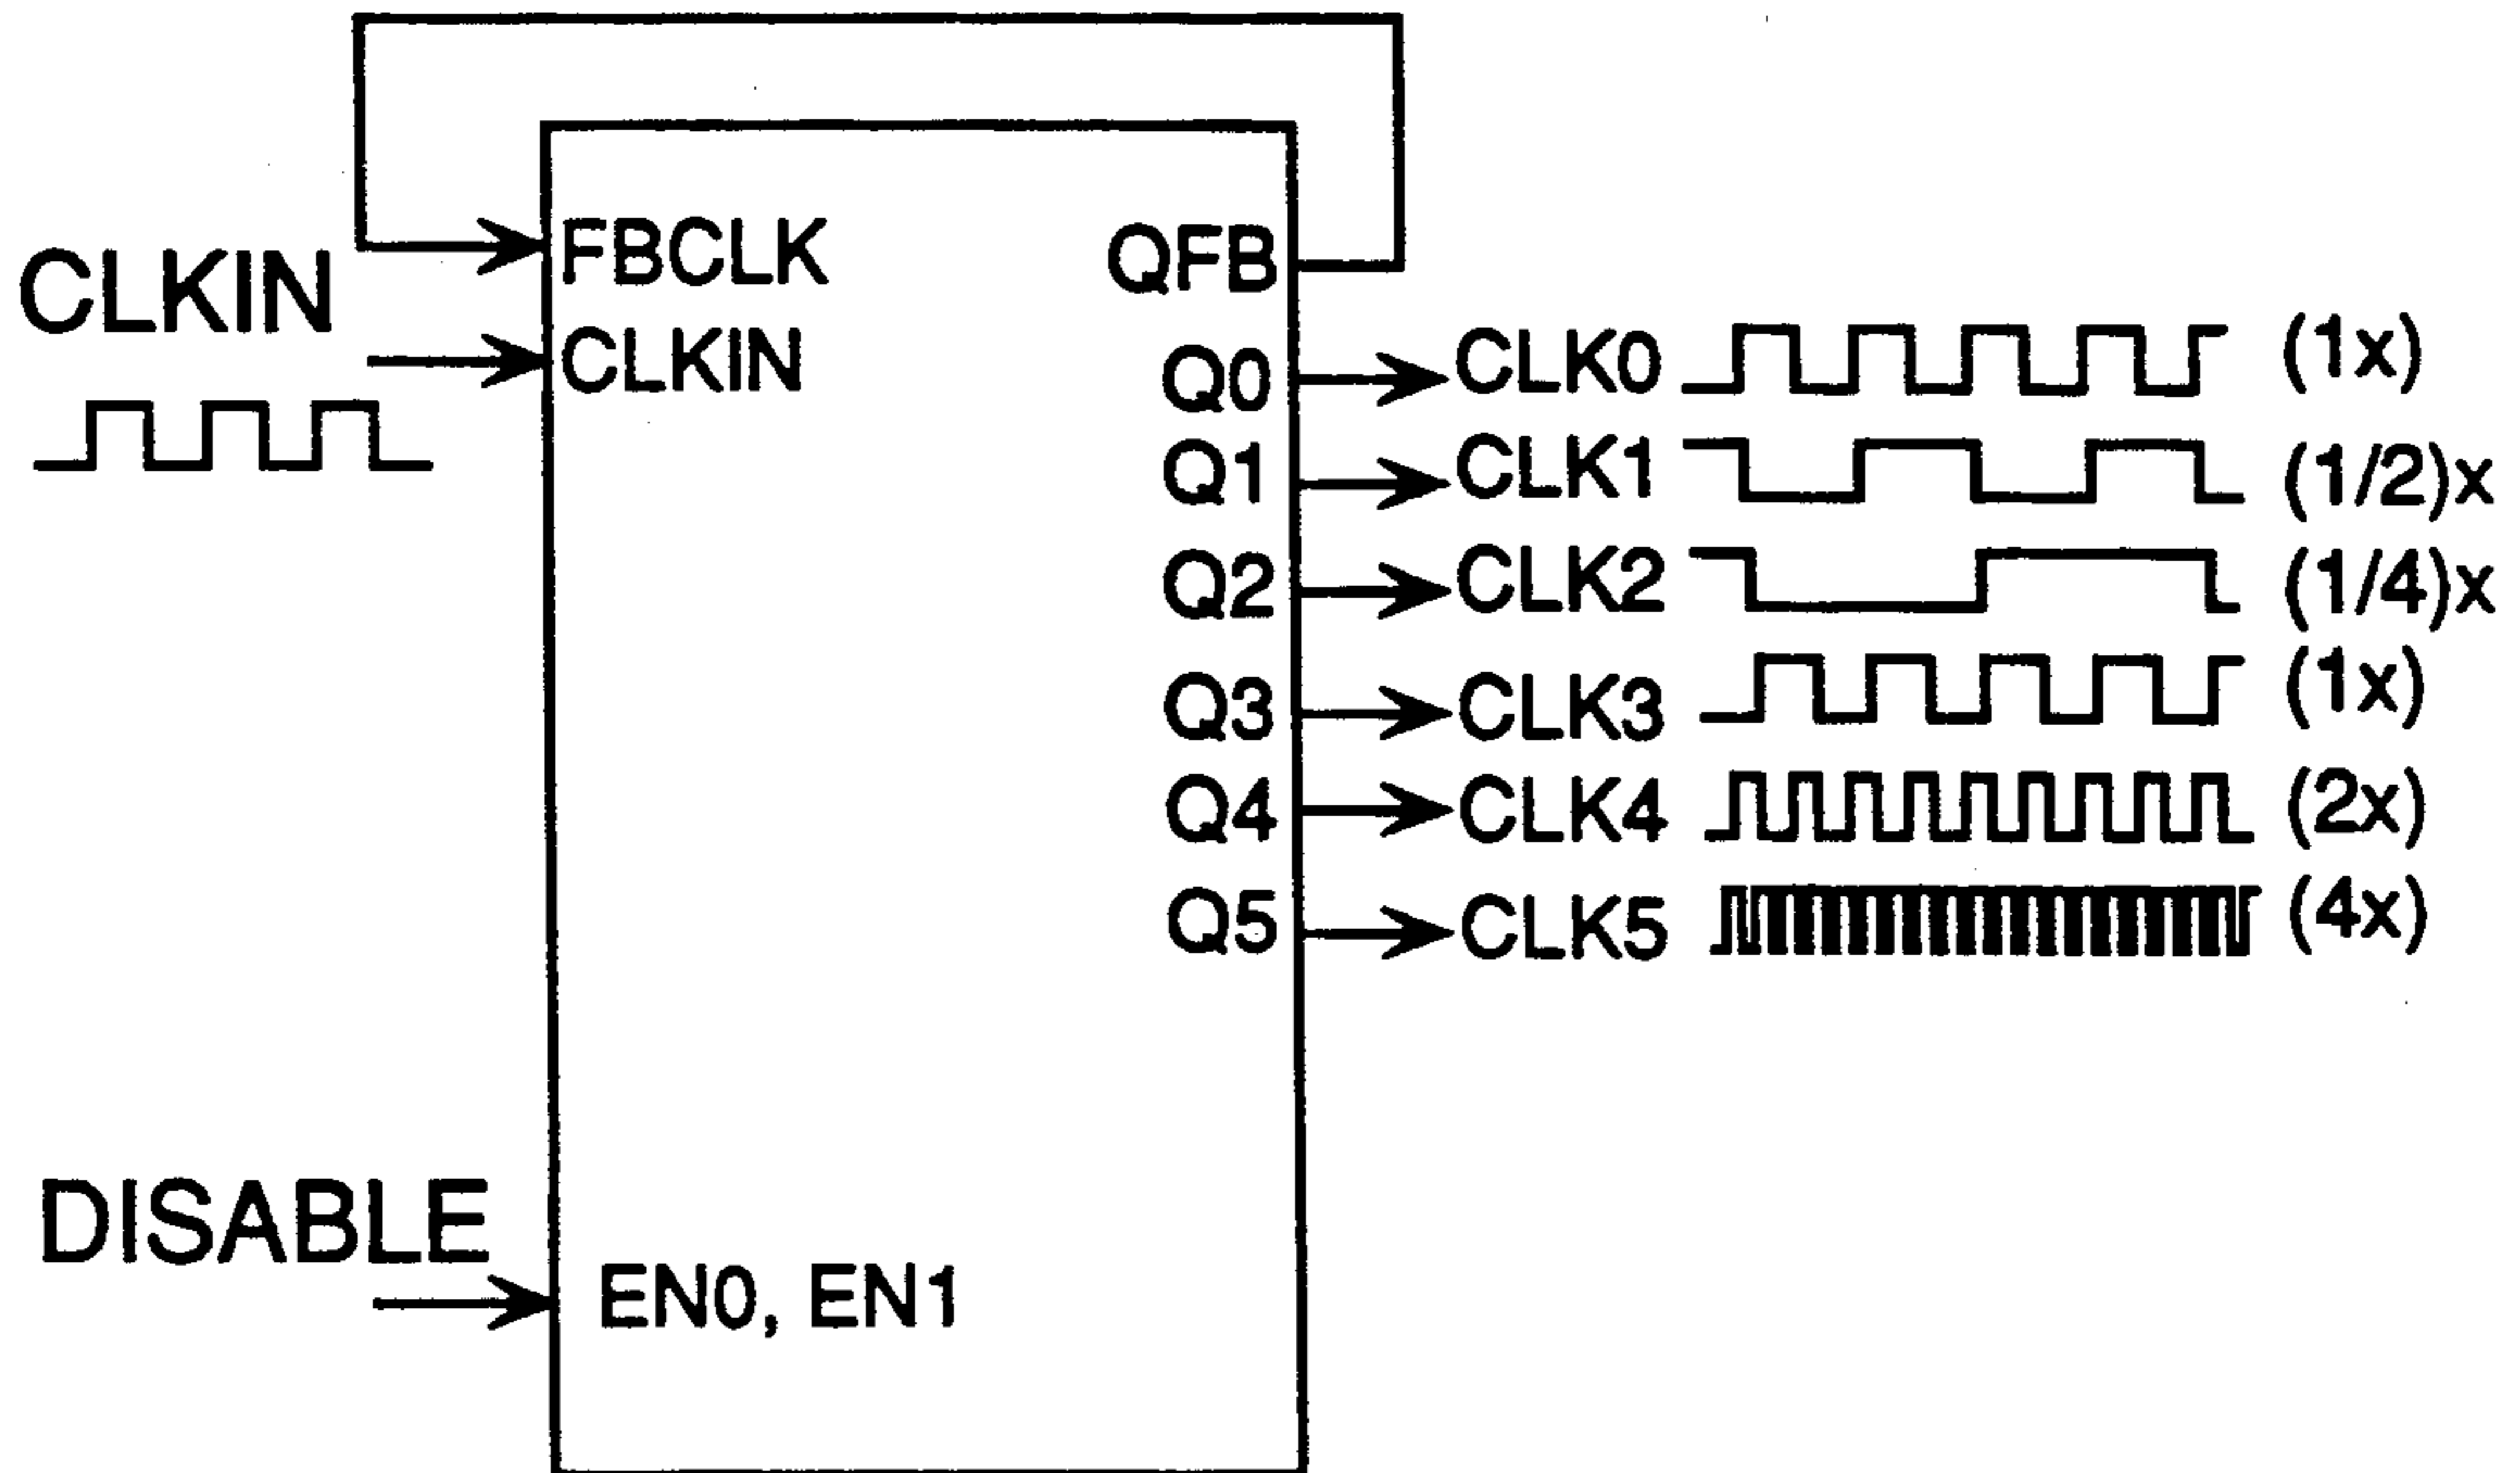 FBCLK
QFB
CLKIN
CLKIN
Q0
CLK0
(1x)
Q1
CLK1
(1/2)x
Q2
CLK2
(1/4)x
Q3
CLK3
(1x)
Q4
CLK4
(2x)
Q5
CLK5
(4x)
DISABLE
EN0, EN1